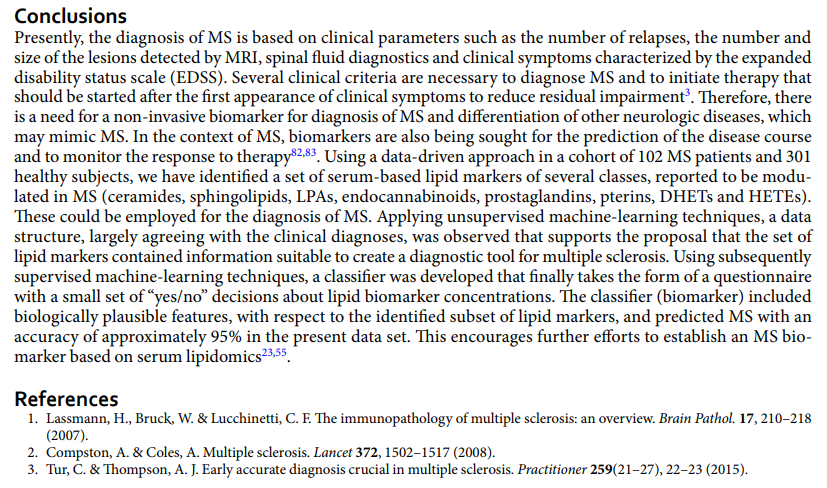 Conclusions
Presently, the diagnosis of MS is based on clinical parameters such as the number of relapses, the number and
size of the lesions detected by MRI, spinal fluid diagnostics and clinical symptoms characterized by the expanded
disability status scale (EDSS). Several clinical criteria are necessary to diagnose MS and to initiate therapy that
should be started after the first appearance of clinical symptoms to reduce residual impairment3. Therefore, there
is a need for a non-invasive biomarker for diagnosis of MS and differentiation of other neurologic diseases, which
may mimic MS. In the context of MS, biomarkers are also being sought for the prediction of the disease course
and to monitor the response to therapy82,83. Using a data-driven approach in a cohort of 102 MS patients and 301
healthy subjects, we have identified a set of serum-based lipid markers of several classes, reported to be modu-
lated in MS (ceramides, sphingolipids, LPAs, endocannabinoids, prostaglandins, pterins, DHETs and HETEs).
These could be employed for the diagnosis of MS. Applying unsupervised machine-learning techniques, a data
structure, largely agreeing with the clinical diagnoses, was observed that supports the proposal that the set of
lipid markers contained information suitable to create a diagnostic tool for multiple sclerosis. Using subsequently
supervised machine-learning techniques, a classifier was developed that finally takes the form of a questionnaire
with a small set of “yes/no” decisions about lipid biomarker concentrations. The classifier (biomarker) included
biologically plausible features, with respect to the identified subset of lipid markers, and predicted MS with an
accuracy of approximately 95% in the present data set. This encourages further efforts to establish an MS bio-
marker based on serum lipidomics23,55.
References
1. Lassmann, H., Bruck, W. & Lucchinetti, C. F. The immunopathology of multiple sclerosis: an overview. Brain Pathol. 17, 210–218
(2007).
2. Compston, A. & Coles, A. Multiple sclerosis. Lancet 372, 1502–1517 (2008).
3. Tur, C. & Thompson, A. J. Early accurate diagnosis crucial in multiple sclerosis. Practitioner 259(21–27), 22–23 (2015).